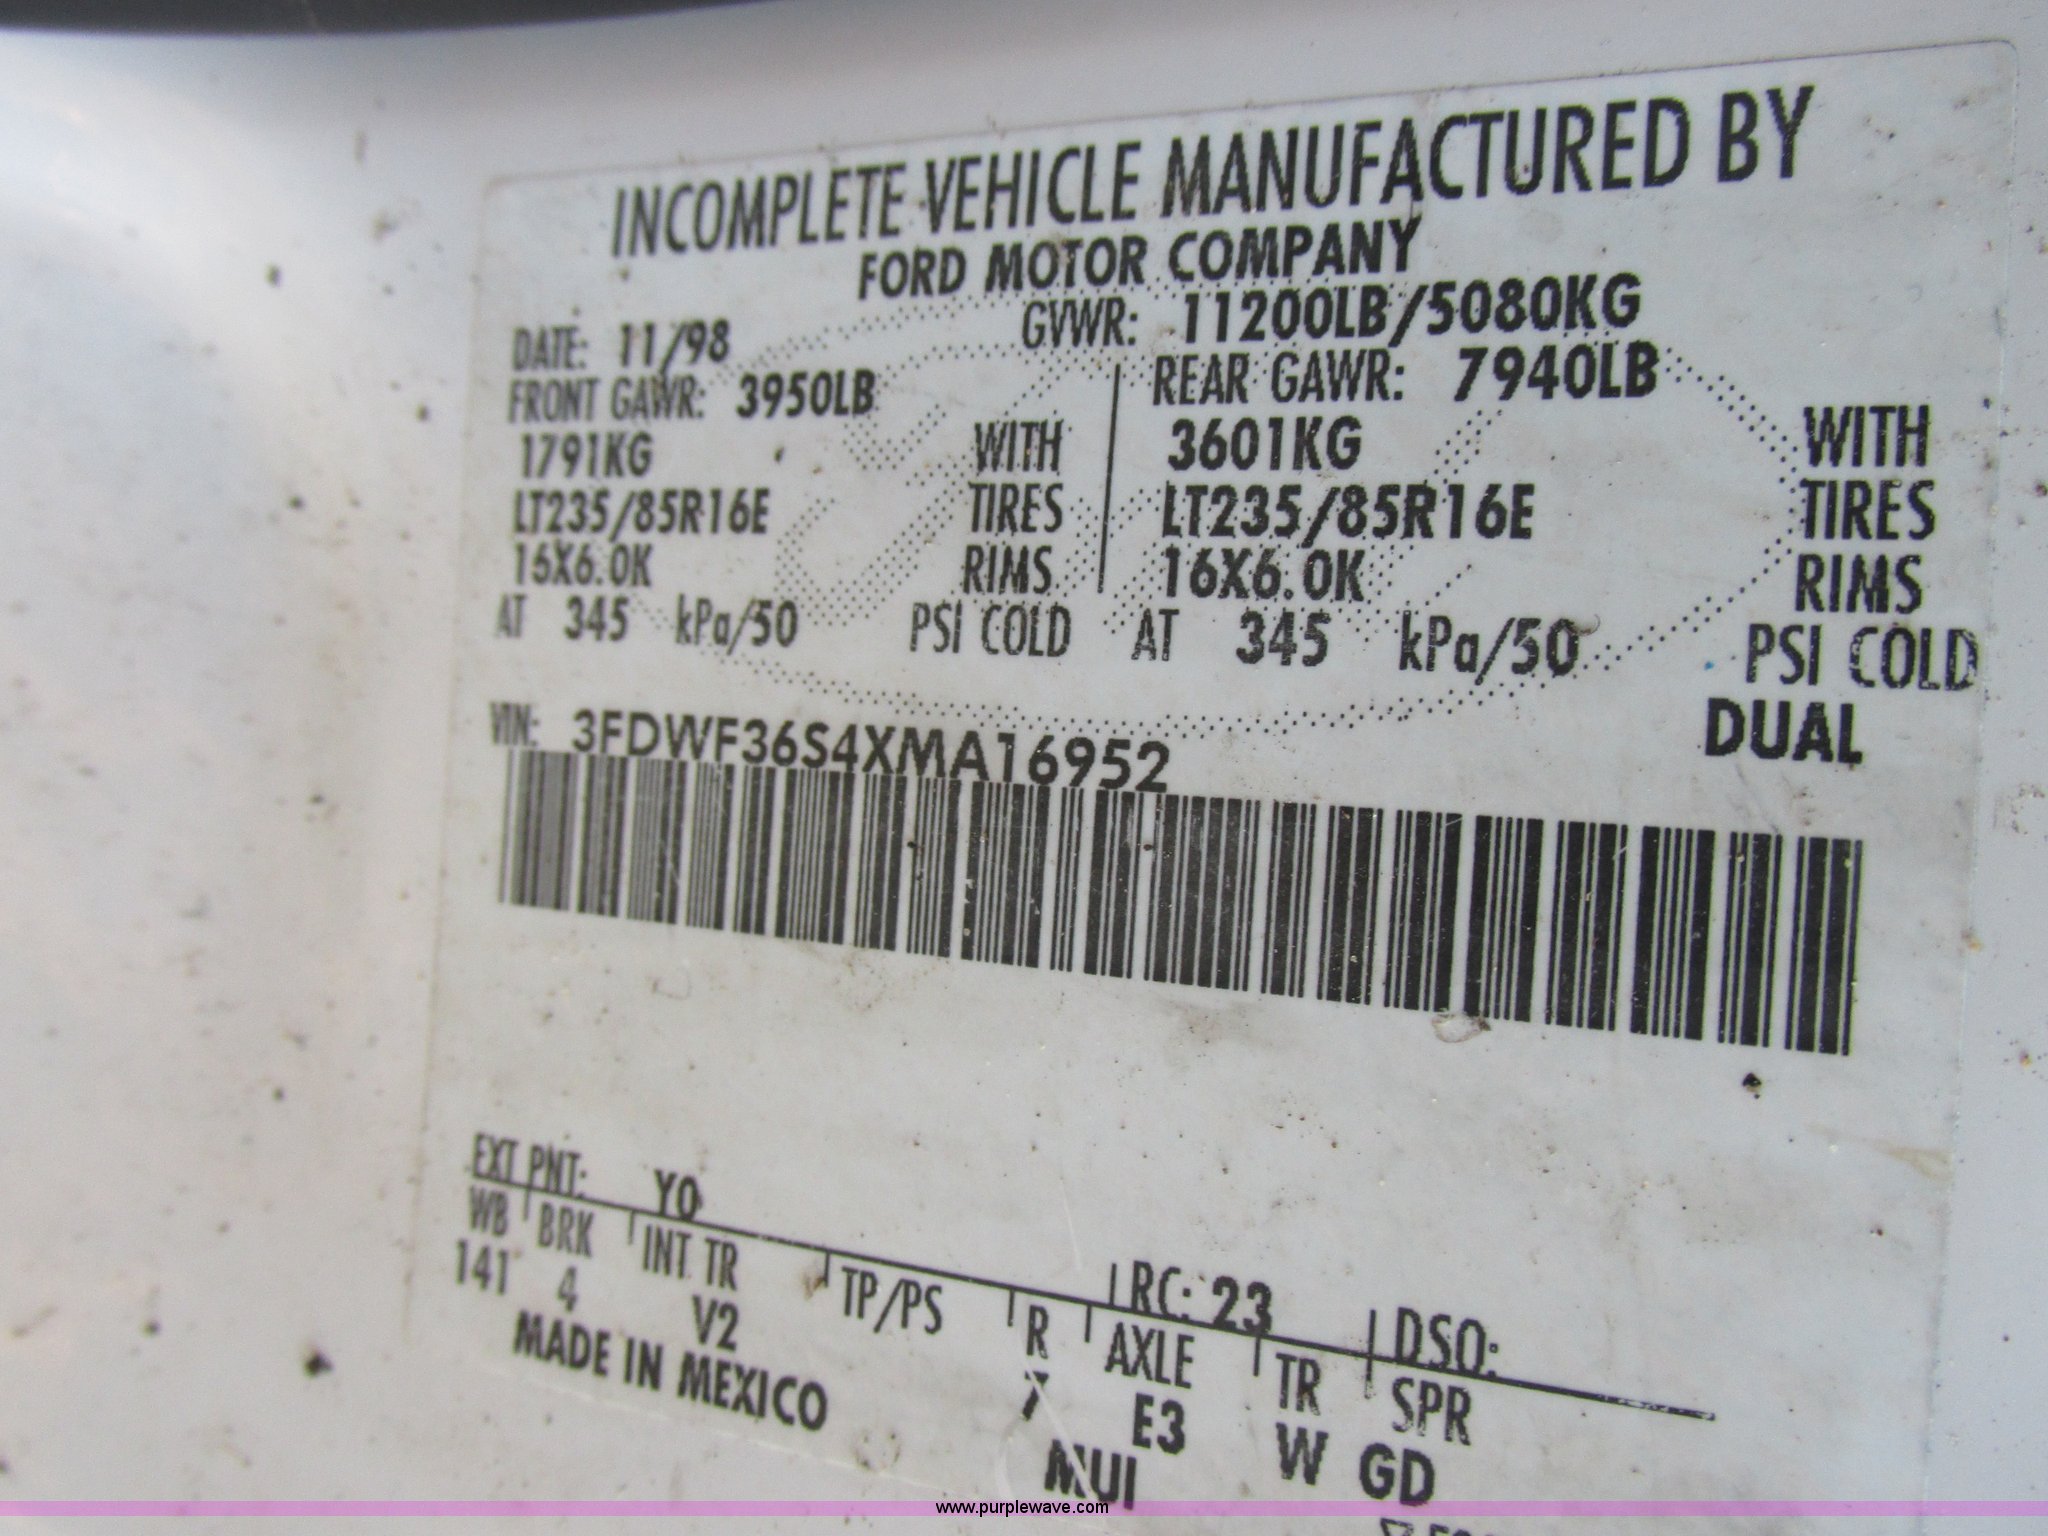 INCOMPLETE VEHICLE MANUFACTURED BY
FORD MOTOR COMPANY
DATE: 11/98 GVWR: 11200LB/5080KG
FRONT GAWR: 3950LB REAR GAWR: 7940LB
1791KG WITH 3601KG WITH
LT235/85R16E TIRES LT235/85R16E TIRES
16X6.0K RIMS 16X6.0K RIMS
AT 345 kPa/50 PSI COLD AT 345 kPa/50 PSI COLD
DUAL
VIN: 3FDWF36S4XMA16952
EXT PNT: YO RC: 23 DSO:
WB BRK INT TR TP/PS R AXLE TR SPR
141 4 V2 7 E3 W GD
MADE IN MEXICO MUI
www.purplewave.com